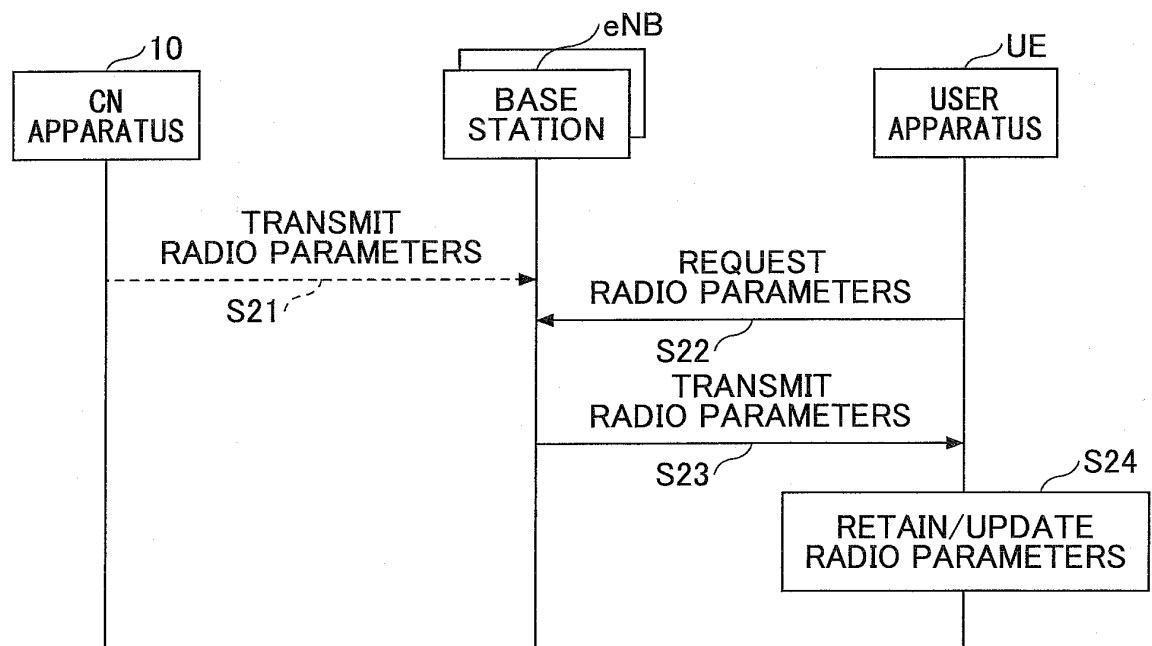 10
eNB
UE
CN
APPARATUS
BASE
STATION
USER
APPARATUS
TRANSMIT
RADIO PARAMETERS
S21
REQUEST
RADIO PARAMETERS
S22
TRANSMIT
RADIO PARAMETERS
S23
S24
RETAIN/UPDATE
RADIO PARAMETERS